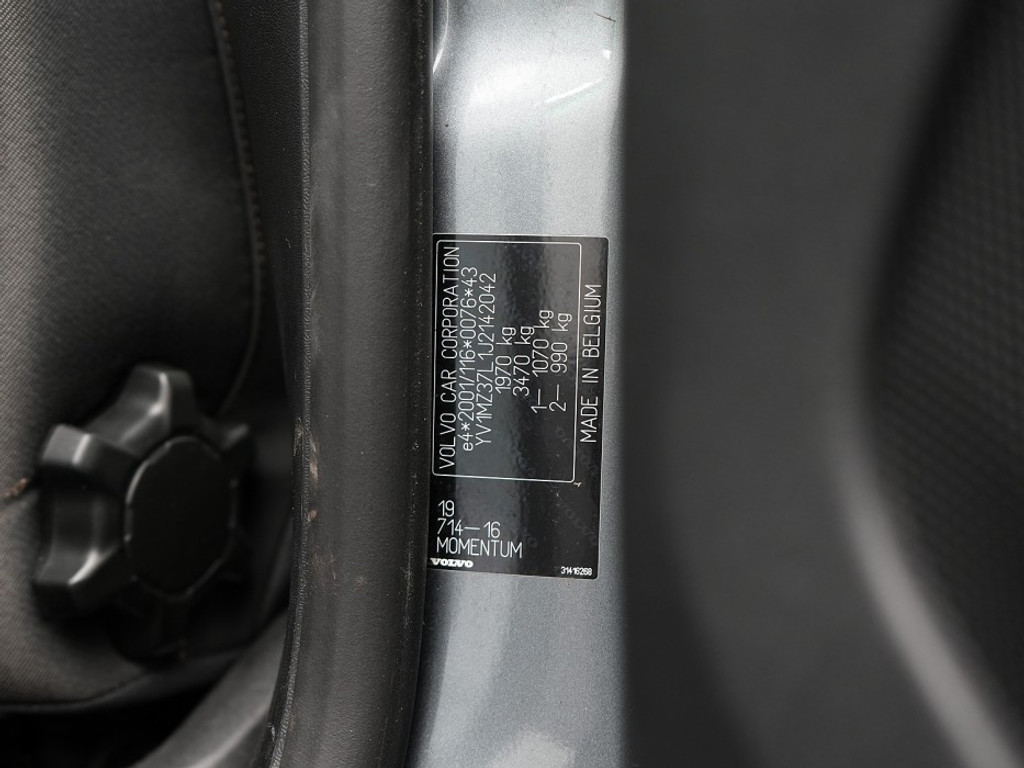 VOLVO CAR CORPORATION
e4*2001/116*0076*43
YV1MZ37L1J2142042
1970 kg
3470 kg
1— 1070 kg
2— 990 kg
MADE IN BELGIUM
19
714—16
MOMENTUM
VOLVO
31416268